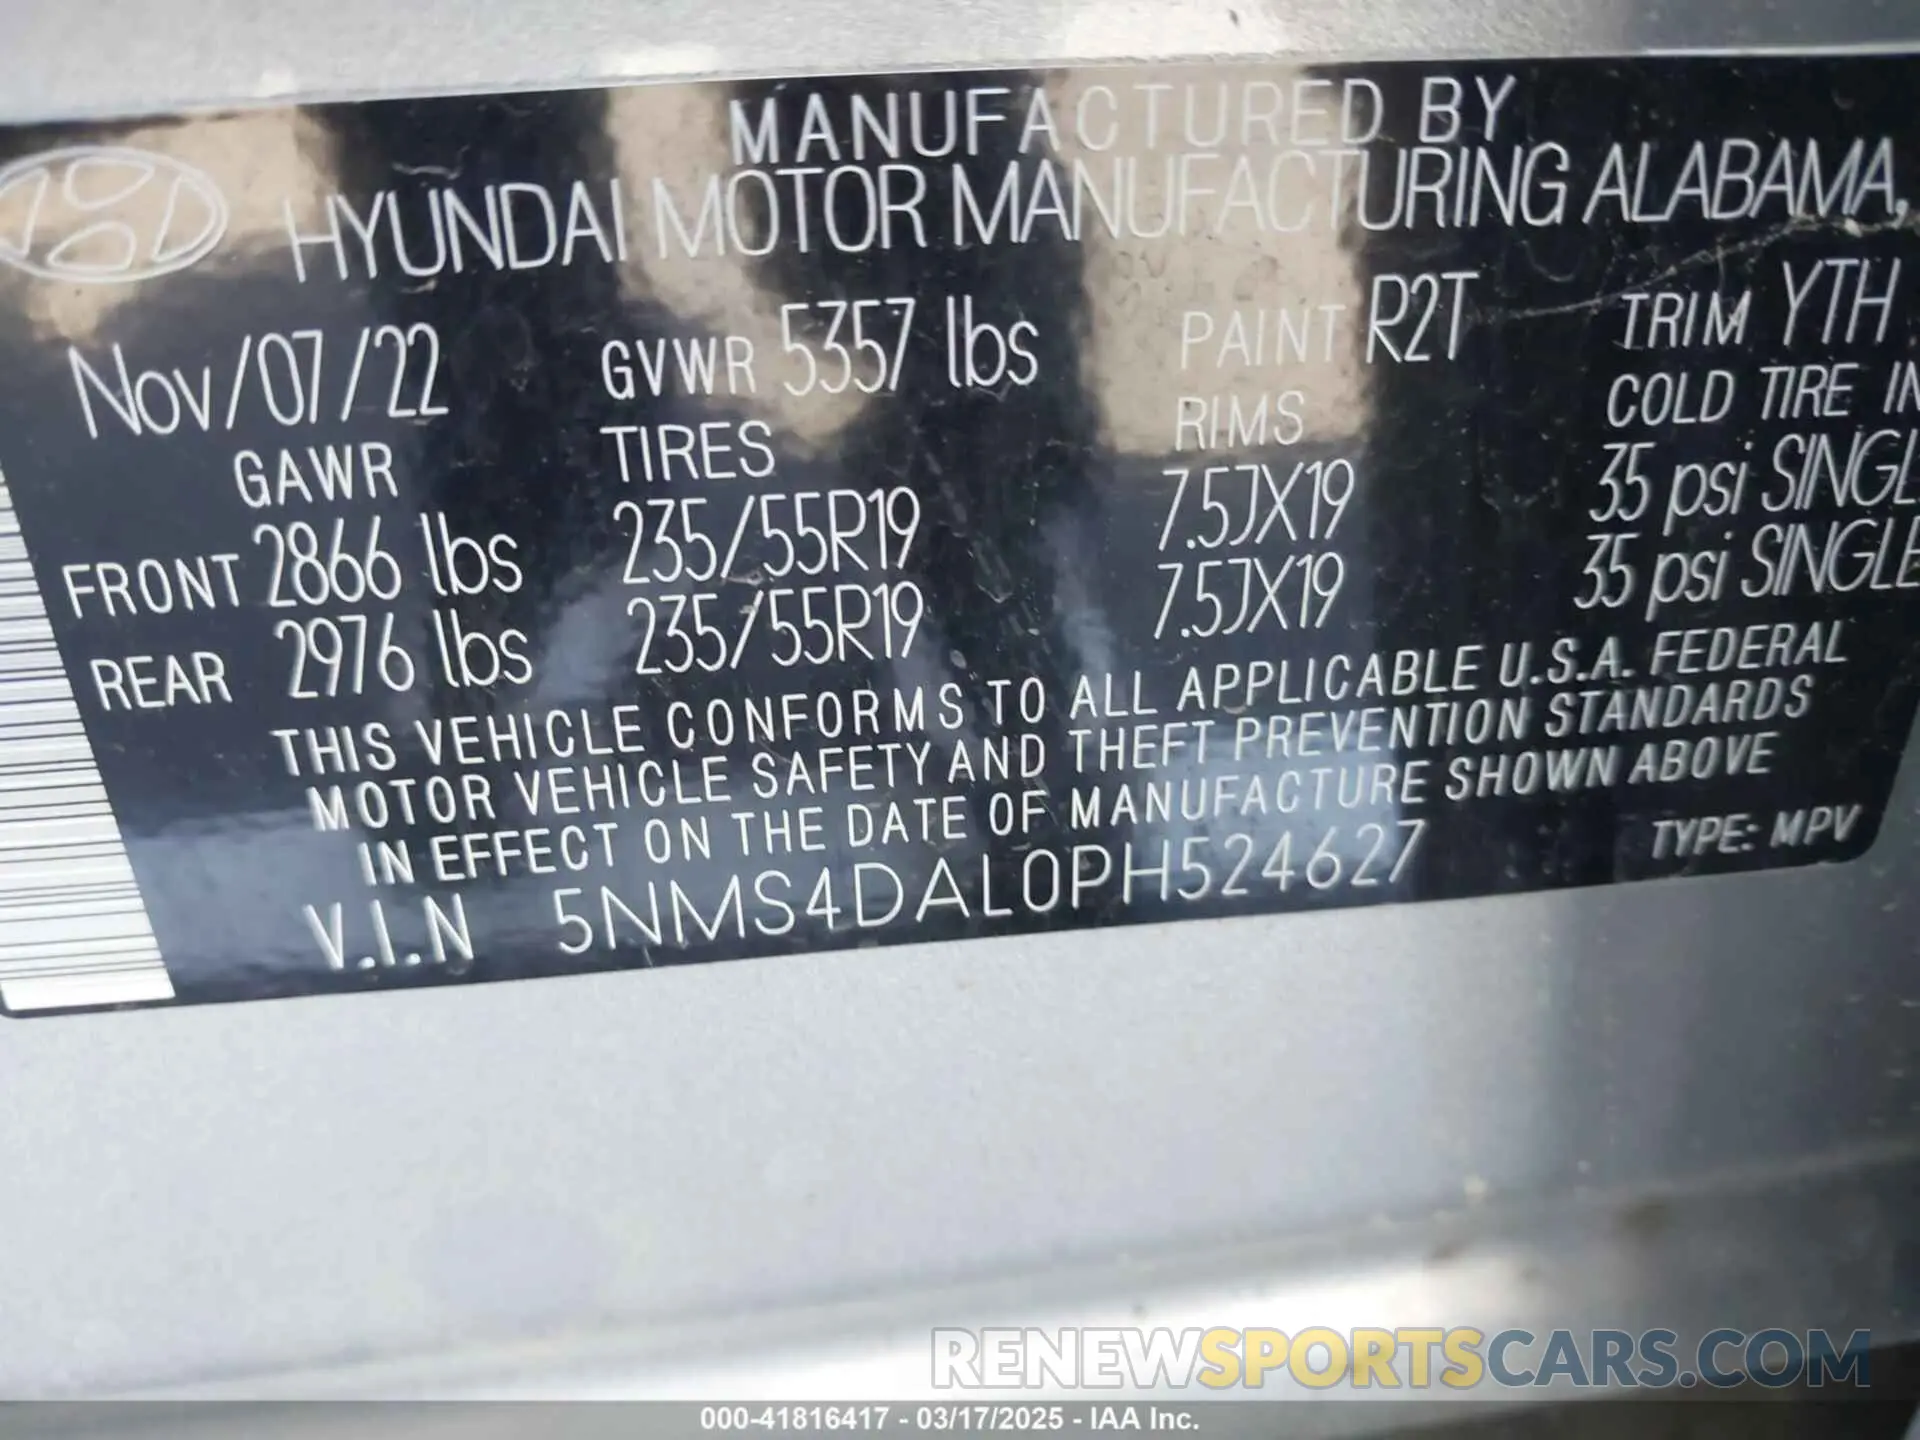 MANUFACTURED BY
HYUNDAI MOTOR MANUFACTURING ALABAMA,
Nov/07/22 GVWR 5357 lbs PAINT R2T TRIM YTH
GAWR TIRES RIMS COLD TIRE
FRONT 2866 lbs 235/55R19 7.5JX19 35 psi SINGLE
REAR 2976 lbs 235/55R19 7.5JX19 35 psi SINGLE
THIS VEHICLE CONFORMS TO ALL APPLICABLE U.S.A. FEDERAL
MOTOR VEHICLE SAFETY AND THEFT PREVENTION STANDARDS
IN EFFECT ON THE DATE OF MANUFACTURE SHOWN ABOVE
V.I.N 5NMS4DAL0PH524627 TYPE: MPV
RENEWSPORTSCARS.COM
000-41816417 - 03/17/2025 - IAA Inc.